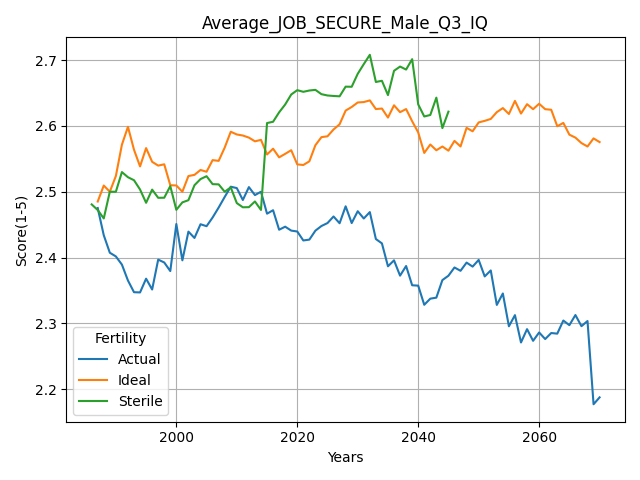 Average_JOB_SECURE_Male_Q3_IQ
Score(1-5)
2.7
2.6
2.5
2.4
2.3
2.2
Fertility
Actual
Ideal
Sterile
2000
2020
2040
2060
Years